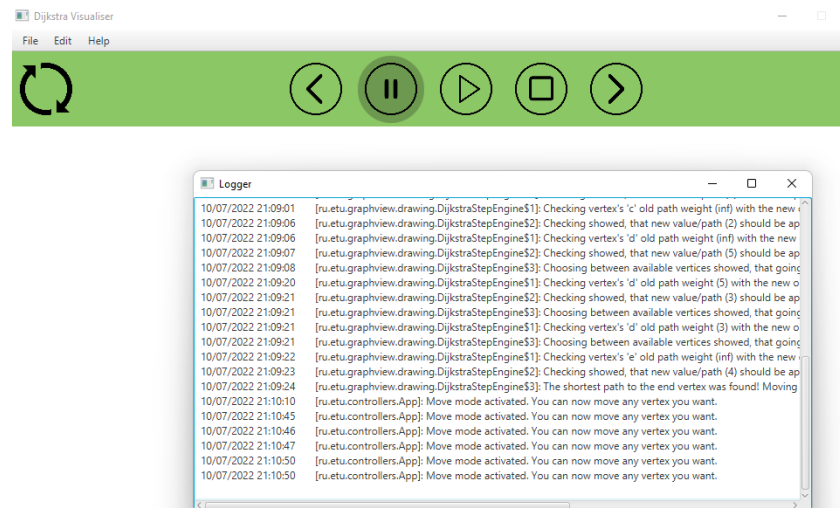 Dijkstra Visualiser
File Edit Help
Logger
10/07/2022 21:09:01 [ru.etu.graphview.drawing.DijkstraStepEngine$1]: Checking vertex's 'c' old path weight (inf) with the new
10/07/2022 21:09:06 [ru.etu.graphview.drawing.DijkstraStepEngine$2]: Checking showed, that new value/path (2) should be ap
10/07/2022 21:09:06 [ru.etu.graphview.drawing.DijkstraStepEngine$1]: Checking vertex's 'd' old path weight (inf) with the new
10/07/2022 21:09:07 [ru.etu.graphview.drawing.DijkstraStepEngine$2]: Checking showed, that new value/path (5) should be ap
10/07/2022 21:09:08 [ru.etu.graphview.drawing.DijkstraStepEngine$3]: Choosing between available vertices showed, that going
10/07/2022 21:09:20 [ru.etu.graphview.drawing.DijkstraStepEngine$1]: Checking vertex's 'd' old path weight (5) with the new o
10/07/2022 21:09:21 [ru.etu.graphview.drawing.DijkstraStepEngine$2]: Checking showed, that new value/path (3) should be ap
10/07/2022 21:09:21 [ru.etu.graphview.drawing.DijkstraStepEngine$3]: Choosing between available vertices showed, that going
10/07/2022 21:09:21 [ru.etu.graphview.drawing.DijkstraStepEngine$1]: Checking vertex's 'd' old path weight (3) with the new o
10/07/2022 21:09:21 [ru.etu.graphview.drawing.DijkstraStepEngine$3]: Choosing between available vertices showed, that going
10/07/2022 21:09:22 [ru.etu.graphview.drawing.DijkstraStepEngine$1]: Checking vertex's 'e' old path weight (inf) with the new
10/07/2022 21:09:23 [ru.etu.graphview.drawing.DijkstraStepEngine$2]: Checking showed, that new value/path (4) should be ap
10/07/2022 21:09:24 [ru.etu.graphview.drawing.DijkstraStepEngine$3]: The shortest path to the end vertex was found! Moving
10/07/2022 21:10:10 [ru.etu.controllers.App]: Move mode activated. You can now move any vertex you want.
10/07/2022 21:10:45 [ru.etu.controllers.App]: Move mode activated. You can now move any vertex you want.
10/07/2022 21:10:46 [ru.etu.controllers.App]: Move mode activated. You can now move any vertex you want.
10/07/2022 21:10:47 [ru.etu.controllers.App]: Move mode activated. You can now move any vertex you want.
10/07/2022 21:10:50 [ru.etu.controllers.App]: Move mode activated. You can now move any vertex you want.
10/07/2022 21:10:50 [ru.etu.controllers.App]: Move mode activated. You can now move any vertex you want.